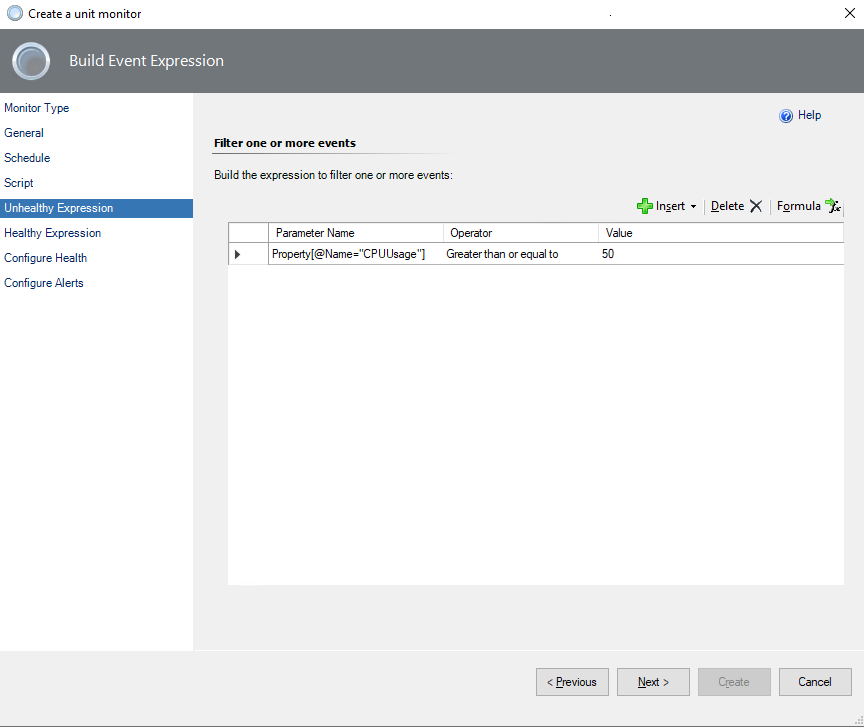 Create a unit monitor
Build Event Expression
Monitor Type
General
Schedule
Script
Unhealthy Expression
Healthy Expression
Configure Health
Configure Alerts
Help
Filter one or more events
Build the expression to filter one or more events:
Insert Delete Formula
Parameter Name Operator Value
Property[@Name="CPUUsage"] Greater than or equal to 50
< Previous Next > Create Cancel